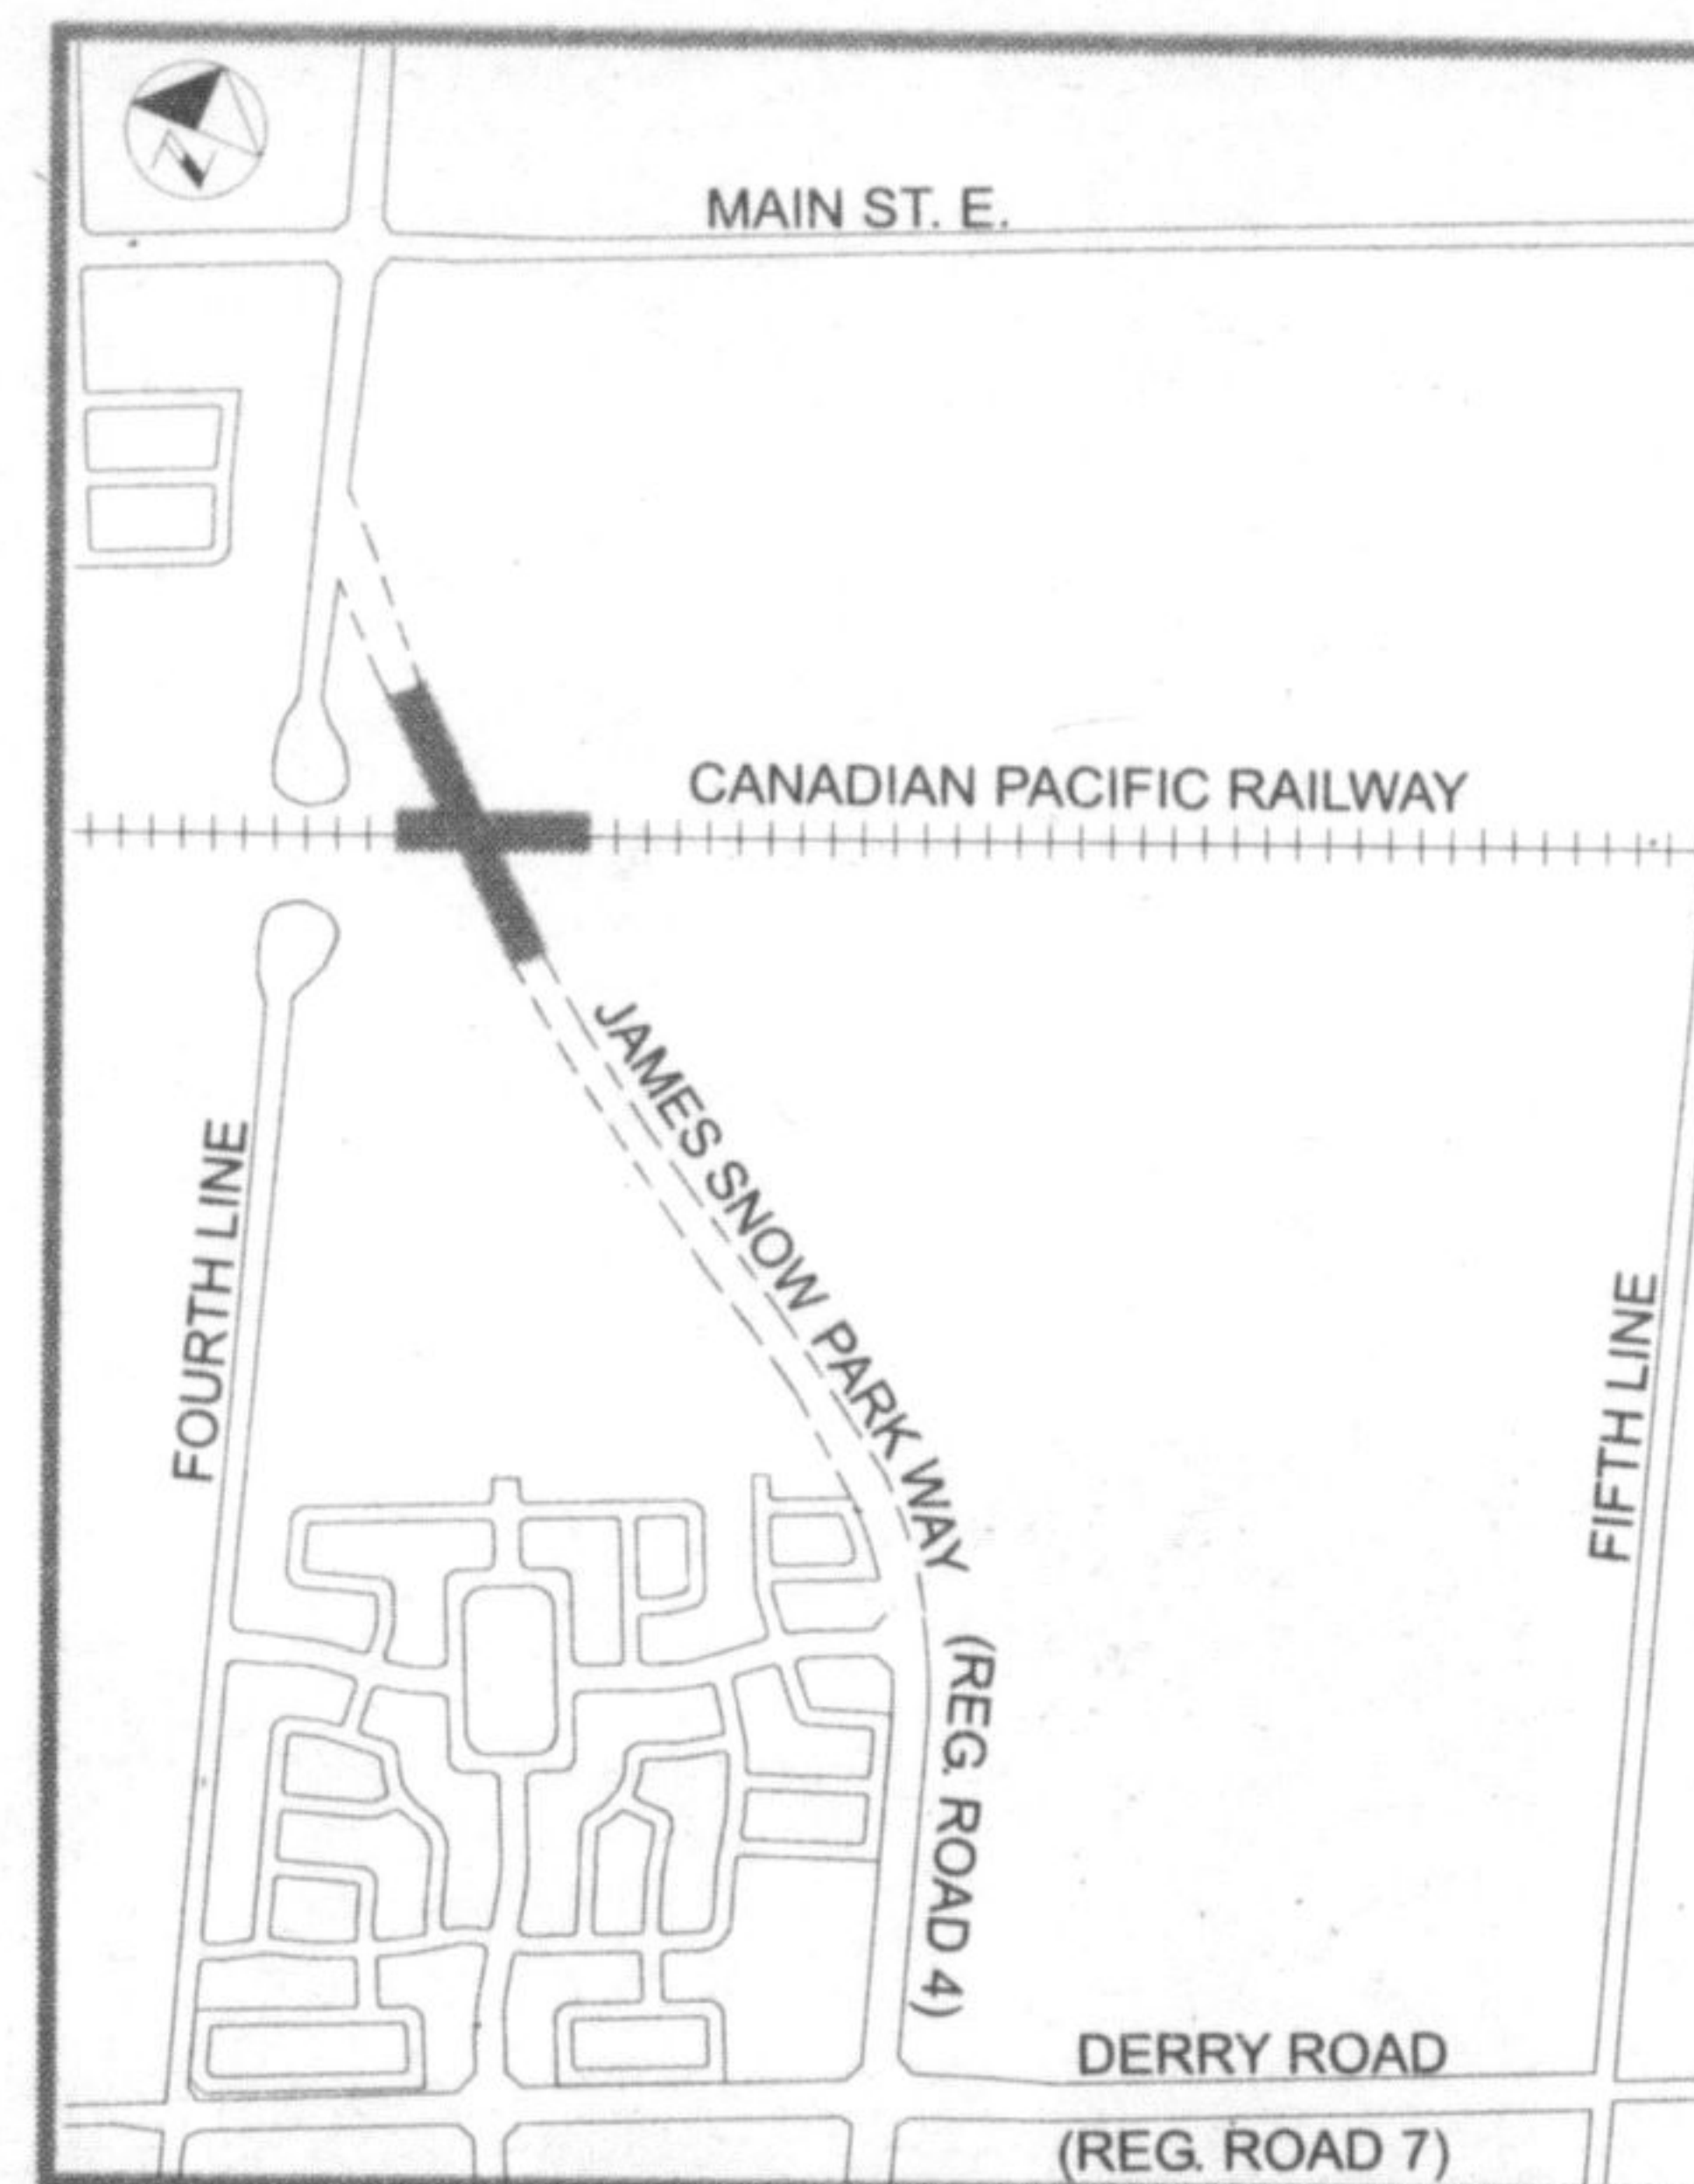 N
MAIN ST. E.
CANADIAN PACIFIC RAILWAY
JAMES SNOW PARK WAY
(REG. ROAD 4)
FOURTH LINE
FIFTH LINE
DERRY ROAD
(REG. ROAD 7)